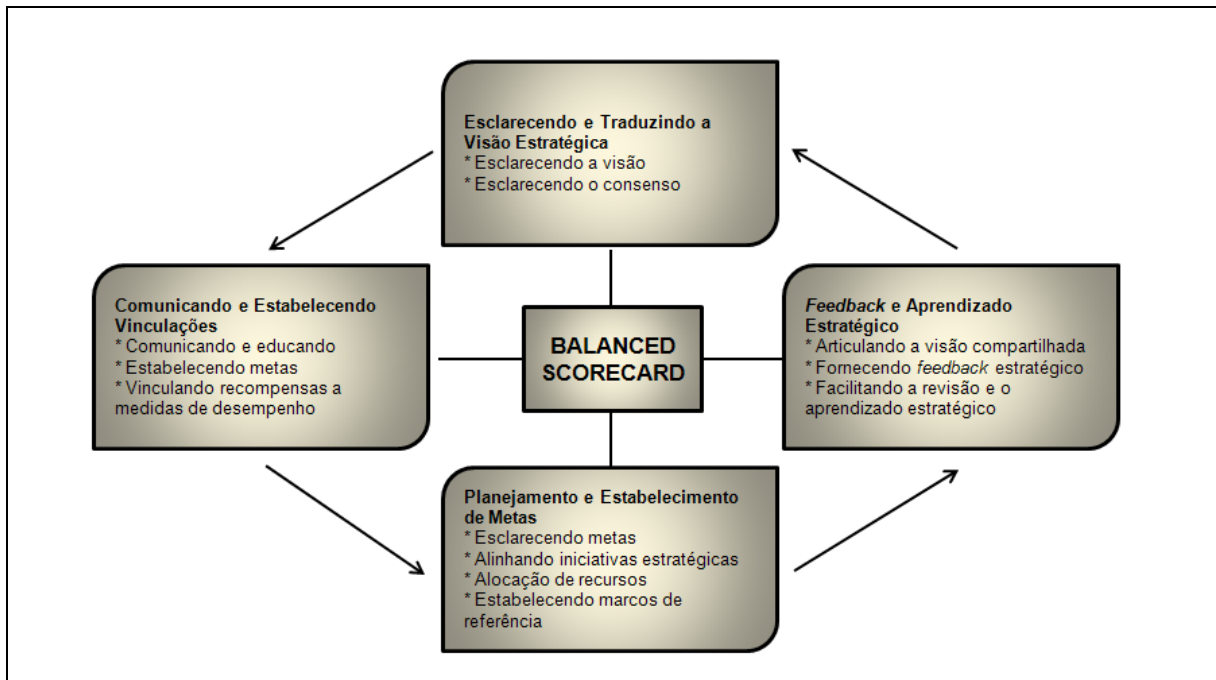 Esclarecendo e Traduzindo a
Visão Estratégica
* Esclarecendo a visão
* Esclarecendo o consenso
Comunicando e Estabelecendo
Vinculações
* Comunicando e educando
* Estabelecendo metas
* Vinculando recompensas a
medidas de desempenho
BALANCED
SCORECARD
Feedback e Aprendizado
Estratégico
* Articulando a visão compartilhada
* Fornecendo feedback estratégico
* Facilitando a revisão e o
aprendizado estratégico
Planejamento e Estabelecimento
de Metas
* Esclarecendo metas
* Alinhando iniciativas estratégicas
* Alocação de recursos
* Estabelecendo marcos de
referência